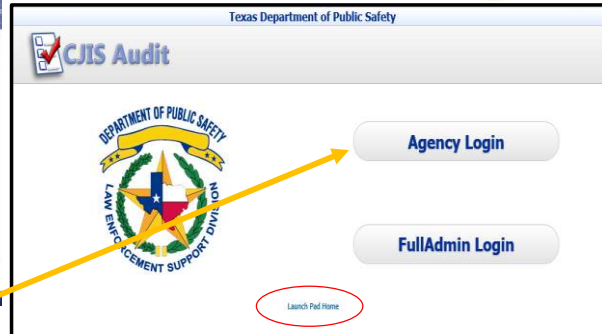 Texas Department of Public Safety
CJIS Audit
DEPARTMENT OF PUBLIC SAFETY
LAW ENFORCEMENT SUPPORT DIVISION
Agency Login
FullAdmin Login
Launch Pad Home